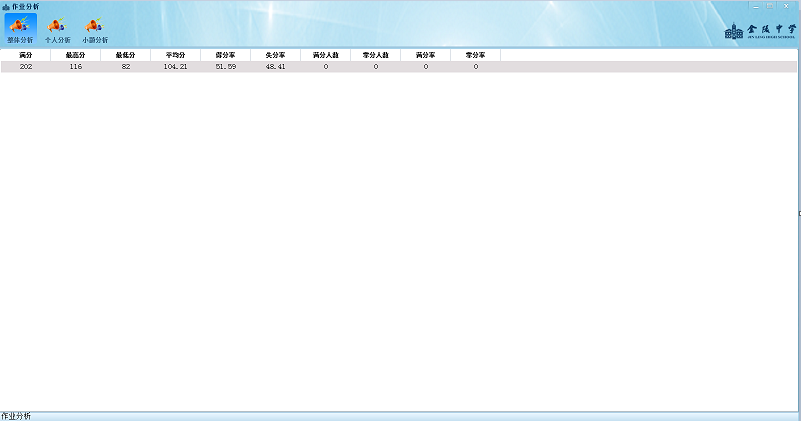 作业分析
整体分析 个人分析 小题分析
金陵中学
JIN LING HIGH SCHOOL
满分 最高分 最低分 平均分 得分率 失分率 满分人数 零分人数 满分率 零分率
202 116 82 104.21 51.59 48.41 0 0 0 0
作业分析